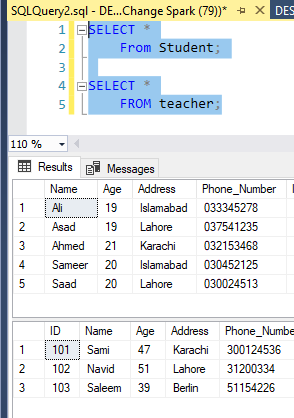 SQLQuery2.sql - DE...Change Spark (79))* DES
1 SELECT *
2 From Student;
3
4 SELECT *
5 FROM teacher;
110 %
Results Messages
Name Age Address Phone_Number
1 Ali 19 Islamabad 033345278
2 Asad 19 Lahore 037541235
3 Ahmed 21 Karachi 032153468
4 Sameer 20 Islamabad 030452125
5 Saad 20 Lahore 030024513
ID Name Age Address Phone_Number
1 101 Sami 47 Karachi 300124536
2 102 Navid 51 Lahore 31200334
3 103 Saleem 39 Berlin 51154226